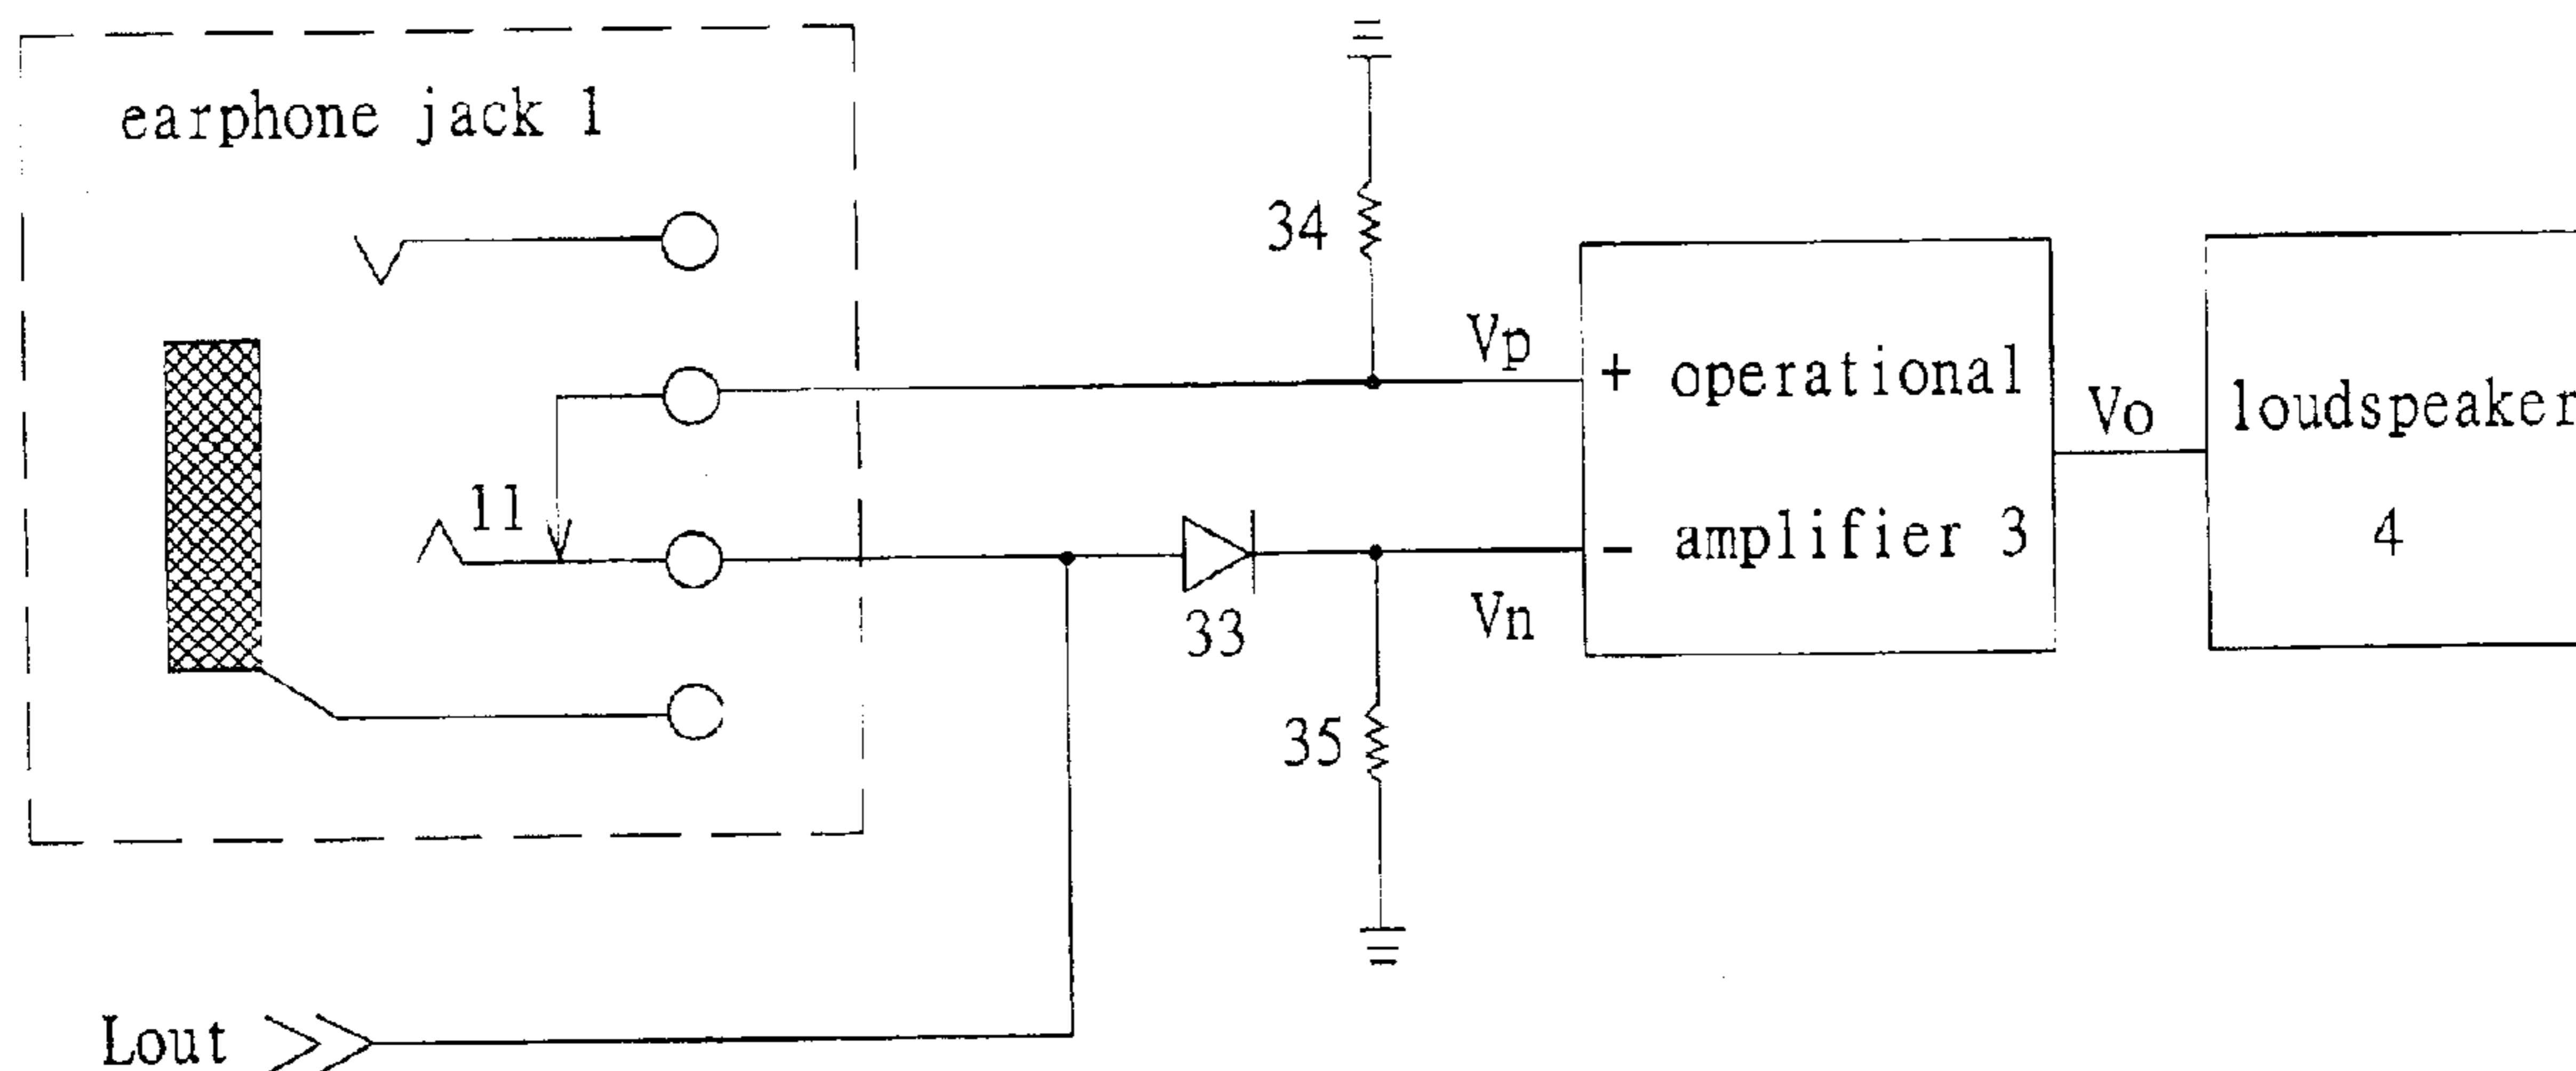 earphone jack 1
34
Vp
+ operational
Vo
loudspeaker
11
- amplifier 3
4
33
Vn
35
Lout